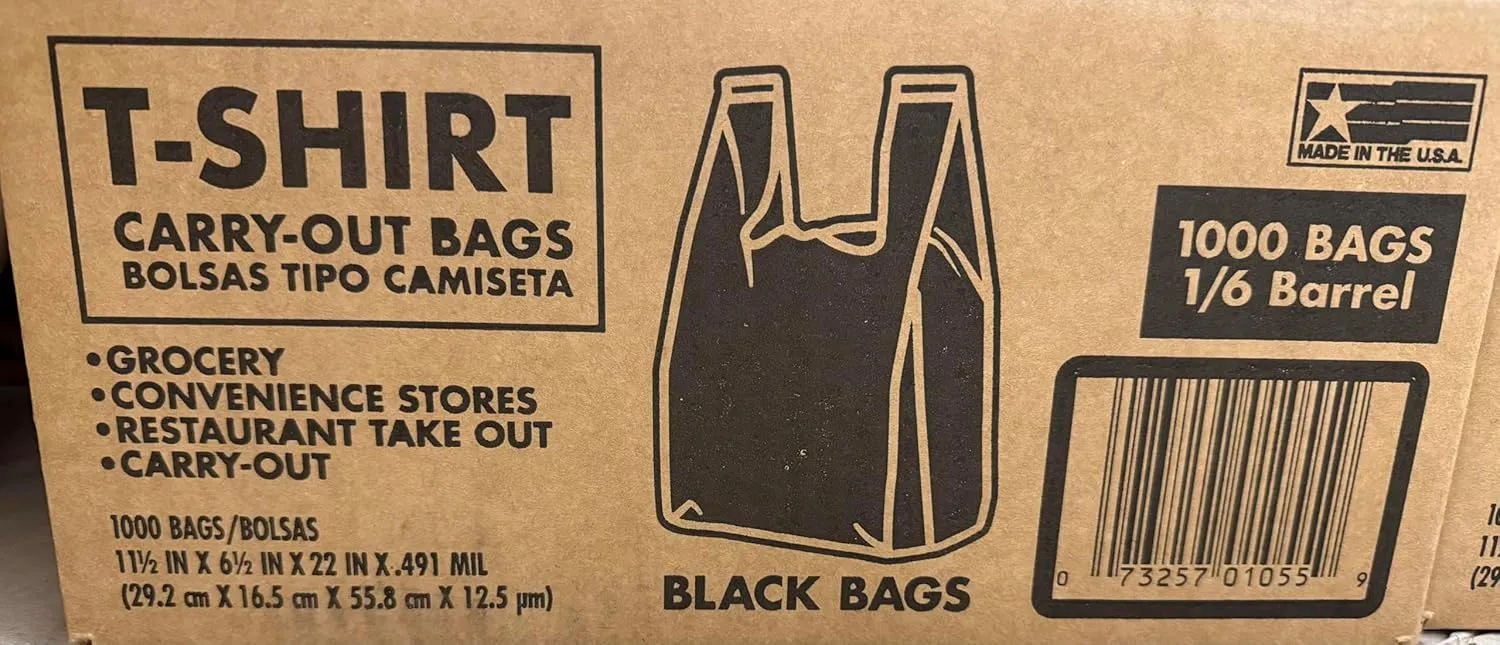 T-SHIRT
CARRY-OUT BAGS
BOLSAS TIPO CAMISETA
•GROCERY
•CONVENIENCE STORES
•RESTAURANT TAKE OUT
•CARRY-OUT
1000 BAGS/BOLSAS
11½ IN X 6½ IN X 22 IN X .491 MIL
(29.2 cm X 16.5 cm X 55.8 cm X 12.5 µm)
BLACK BAGS
MADE IN THE U.S.A.
1000 BAGS
1/6 Barrel
0 73257 01055 9